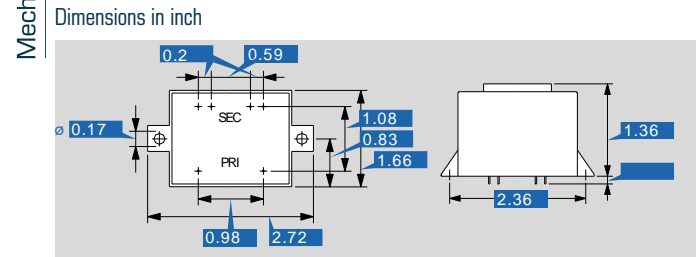 Mech
Dimensions in inch
0.2
0.59
SEC
ø 0.17
1.08
0.83
1.66
PRI
0.98
2.72
1.36
2.36